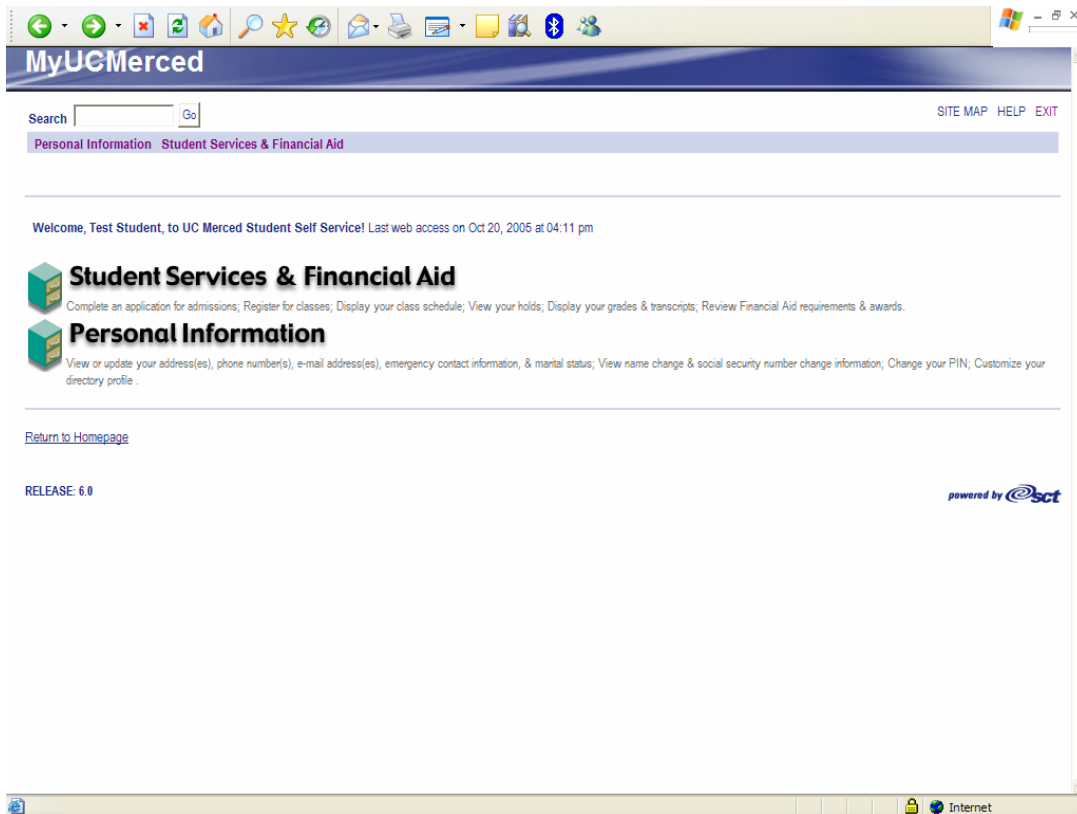 MyUCMerced
Search Go SITE MAP HELP EXIT
Personal Information Student Services & Financial Aid
Welcome, Test Student, to UC Merced Student Self Service! Last web access on Oct 20, 2005 at 04:11 pm
Student Services & Financial Aid
Complete an application for admissions; Register for classes; Display your class schedule; View your holds; Display your grades & transcripts; Review Financial Aid requirements & awards.
Personal Information
View or update your address(es), phone number(s), e-mail address(es), emergency contact information, & marital status; View name change & social security number change information; Change your PIN; Customize your
directory profile .
Return to Homepage
RELEASE: 6.0
powered by sct
Internet